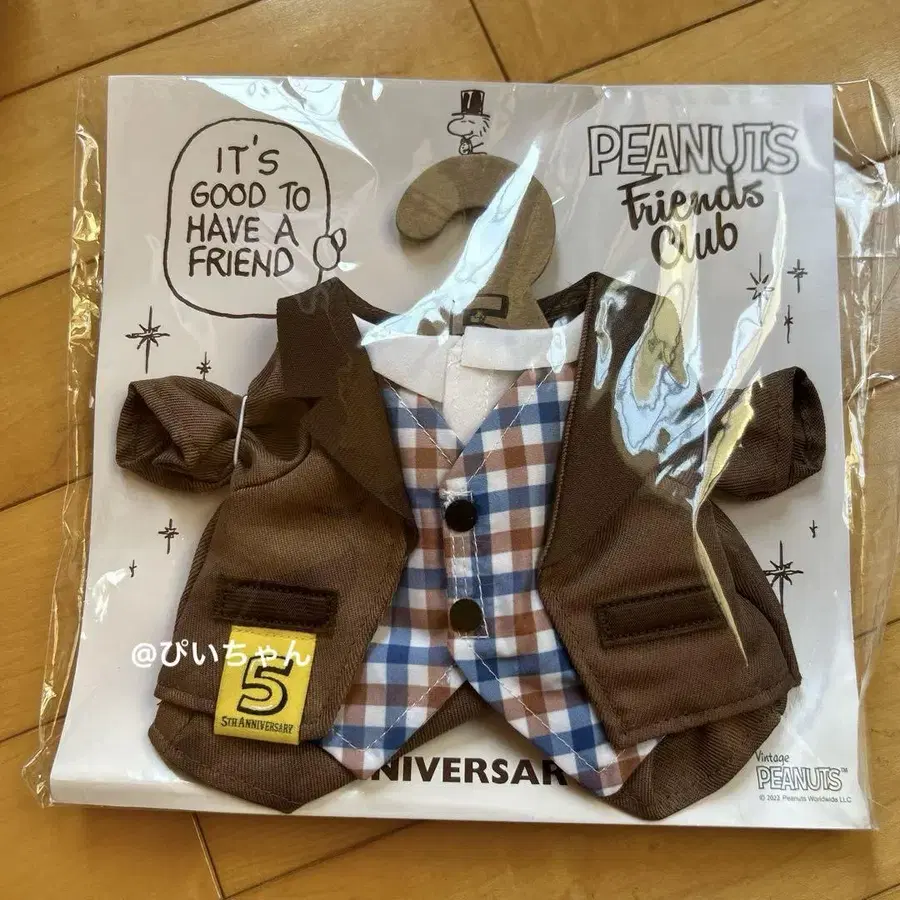 IT'S
GOOD TO
HAVE A
FRIEND
PEANUTS
Friends
Club
@ぴいちゃん
5
5TH ANNIVERSARY
NIVERSAR
Vintage
PEANUTS™
© 2022 Peanuts Worldwide LLC